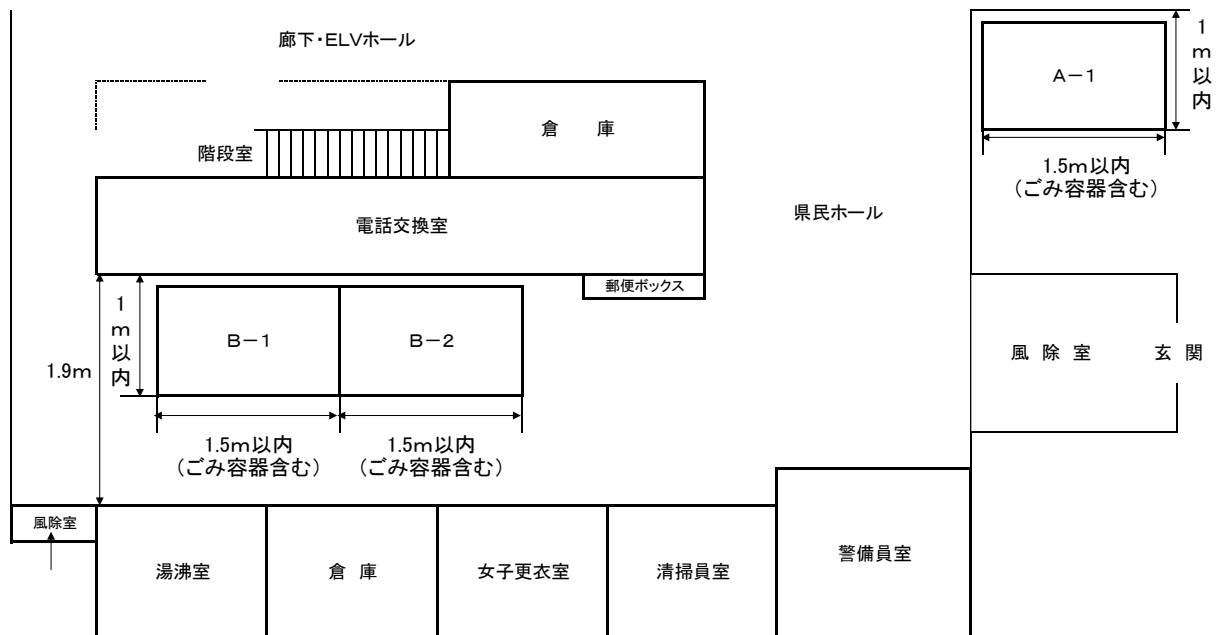 廊下・ELVホール
1
m
以
内
A-1
倉 庫
階段室
1.5m以内
(ごみ容器含む)
県民ホール
電話交換室
郵便ボックス
1
m
以
内
B-1
B-2
風 除 室
玄 関
1.9m
1.5m以内
(ごみ容器含む)
1.5m以内
(ごみ容器含む)
風除室
湯沸室
倉 庫
女子更衣室
清掃員室
警備員室